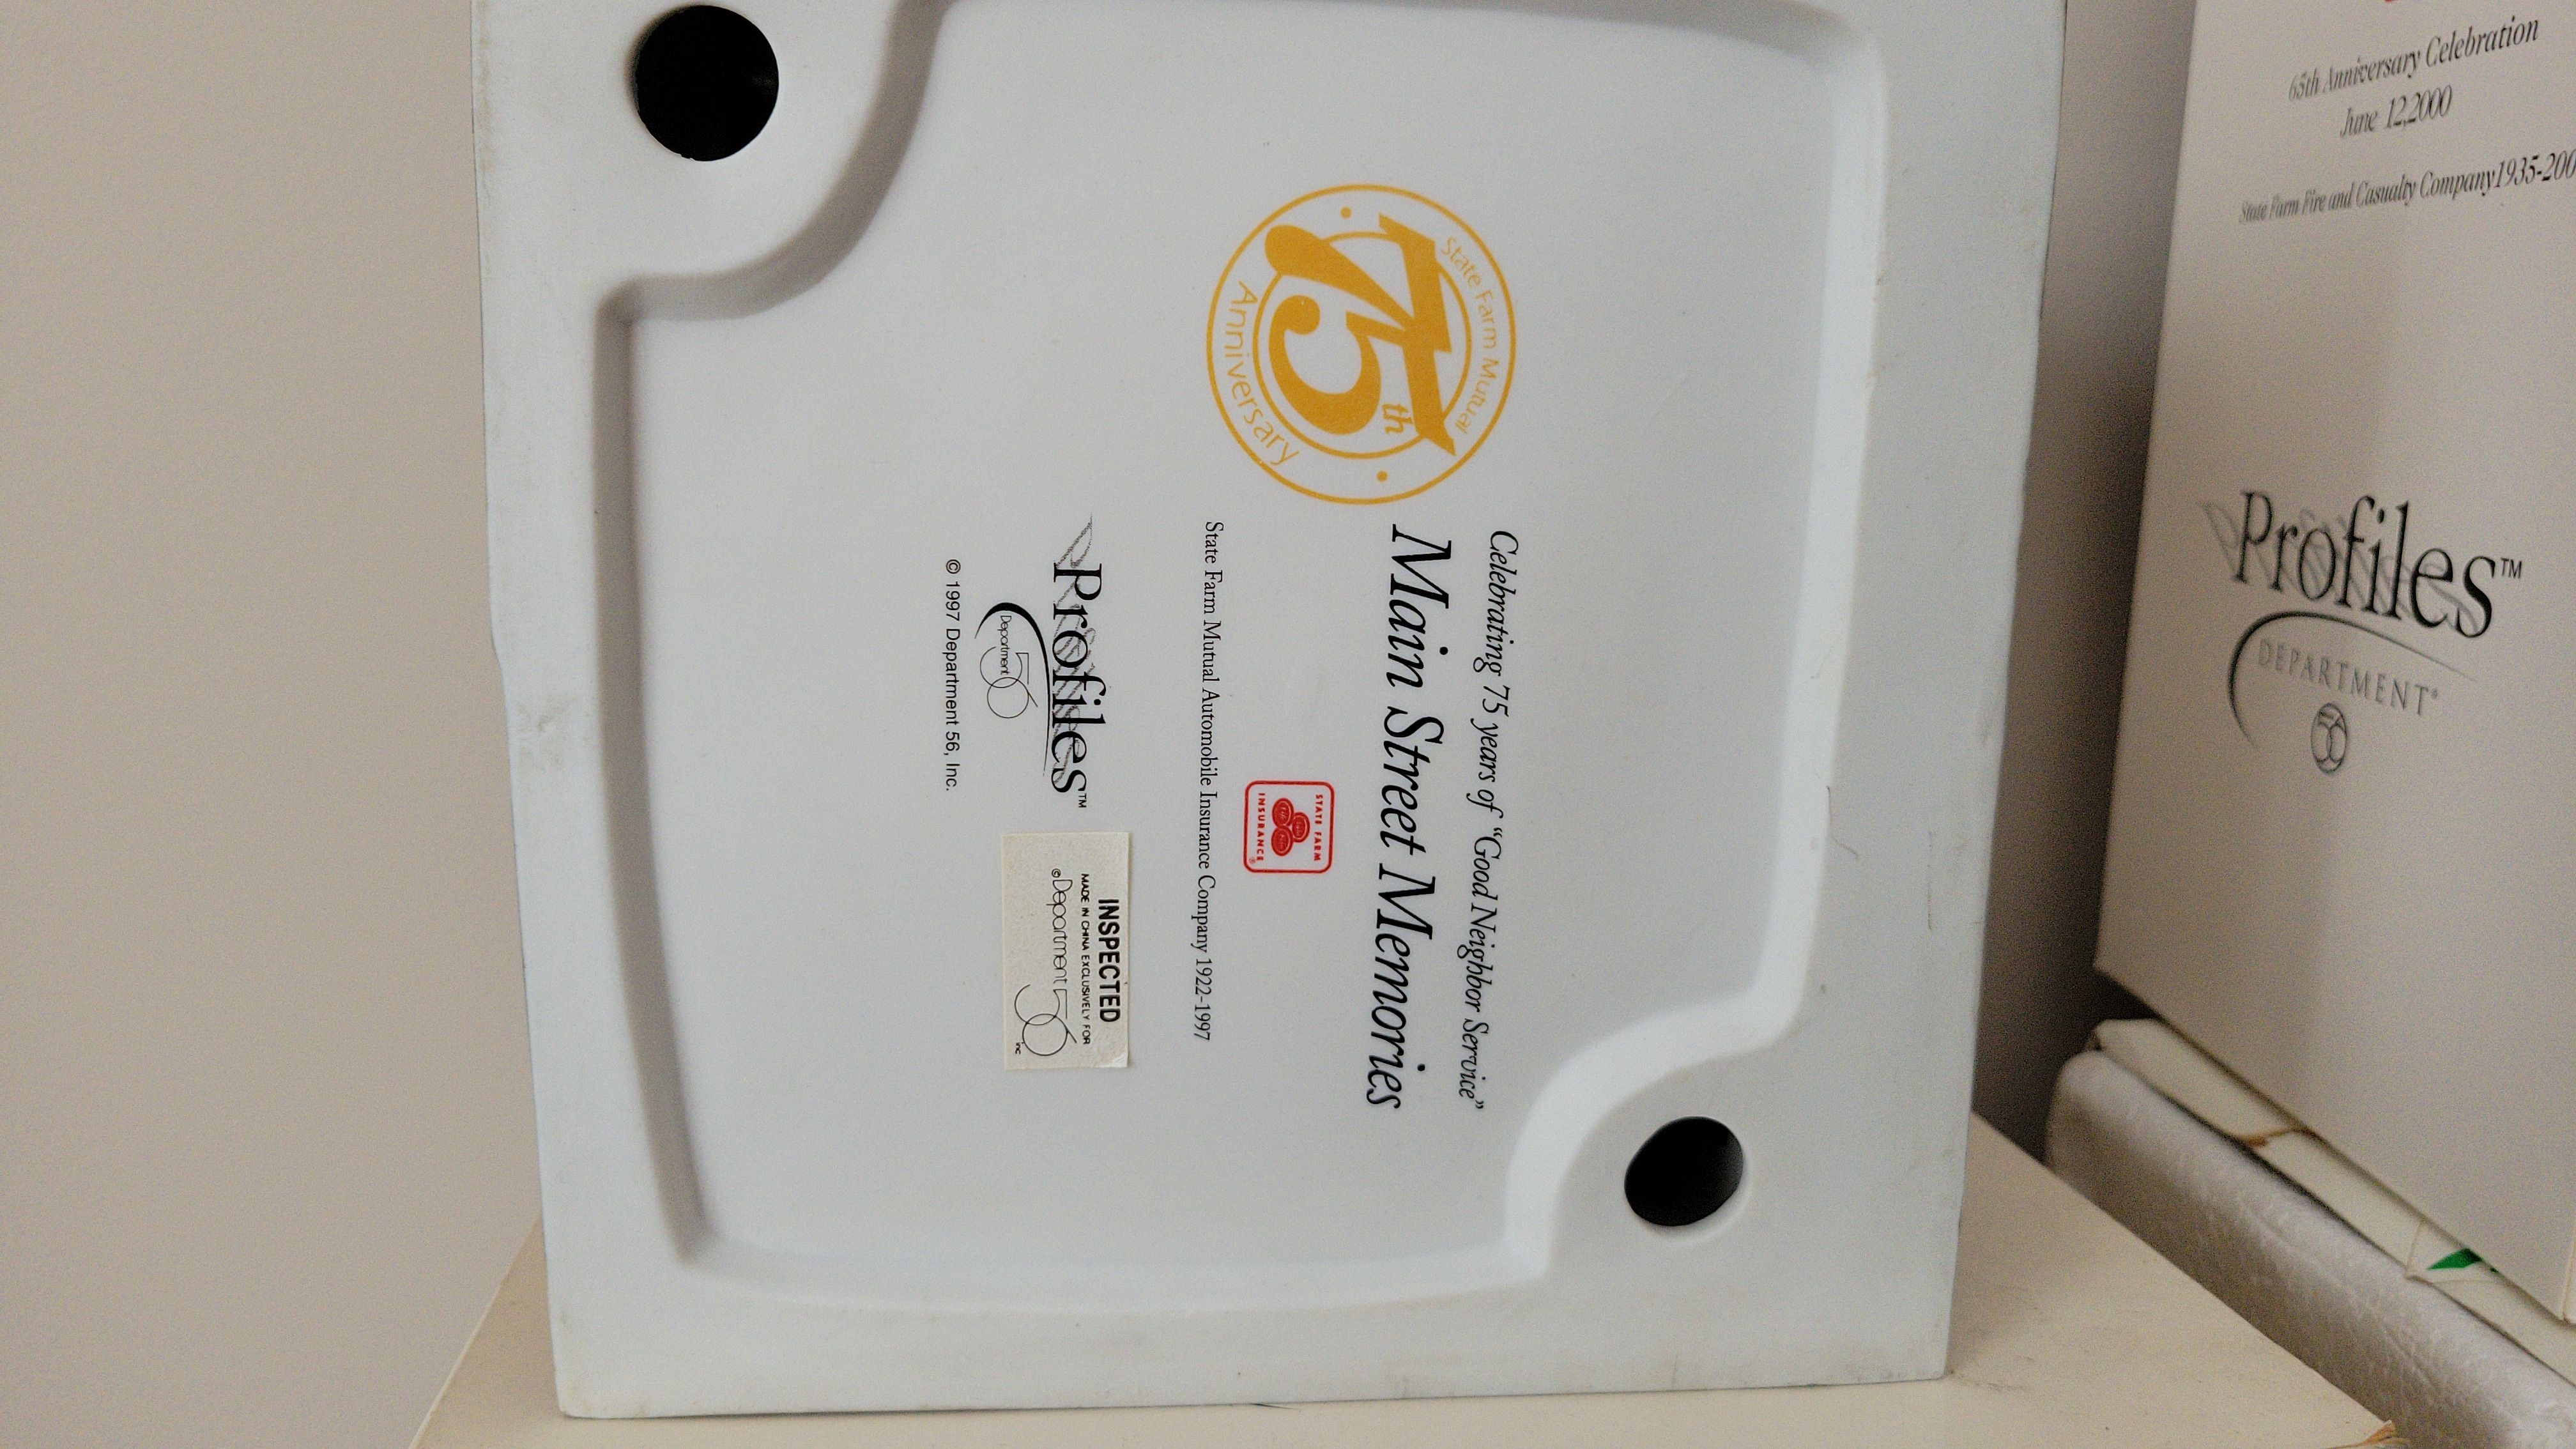 State Farm Mutual
75th
Anniversary
Celebrating 75 years of "Good Neighbor Service"
Main Street Memories
STATE FARM
INSURANCE®
State Farm Mutual Automobile Insurance Company 1922-1997
Profiles™
Department 56
© 1997 Department 56, Inc.
INSPECTED
MADE IN CHINA EXCLUSIVELY FOR
©Department 56 inc
65th Anniversary Celebration
June 12,2000
State Farm Fire and Casualty Company1935-200
Profiles™
DEPARTMENT®
56